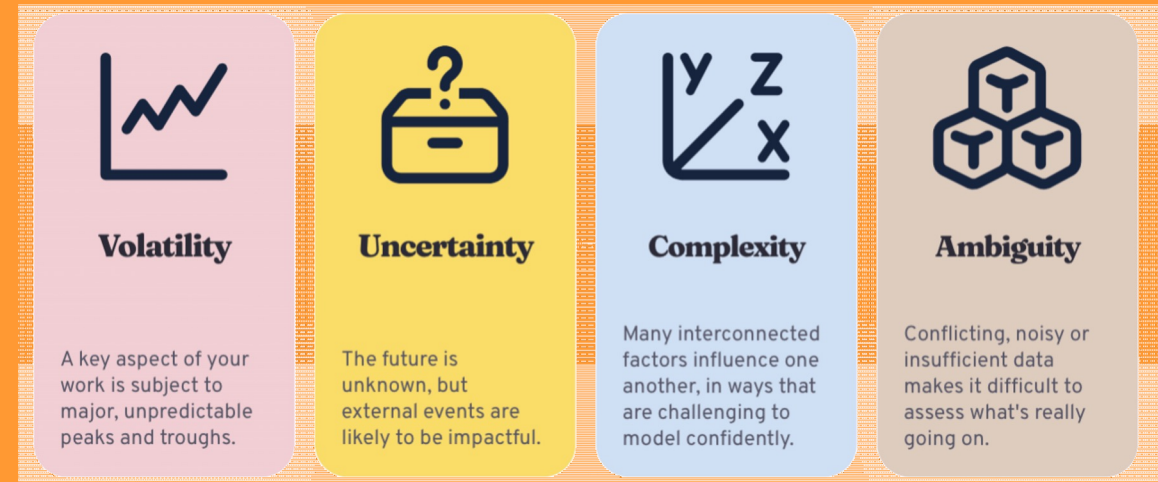 y
z
x
Volatility
A key aspect of your
work is subject to
major, unpredictable
peaks and troughs.
?
Uncertainty
The future is
unknown, but
external events are
likely to be impactful.
Complexity
Many interconnected
factors influence one
another, in ways that
are challenging to
model confidently.
Ambiguity
Conflicting, noisy or
insufficient data
makes it difficult to
assess what's really
going on.